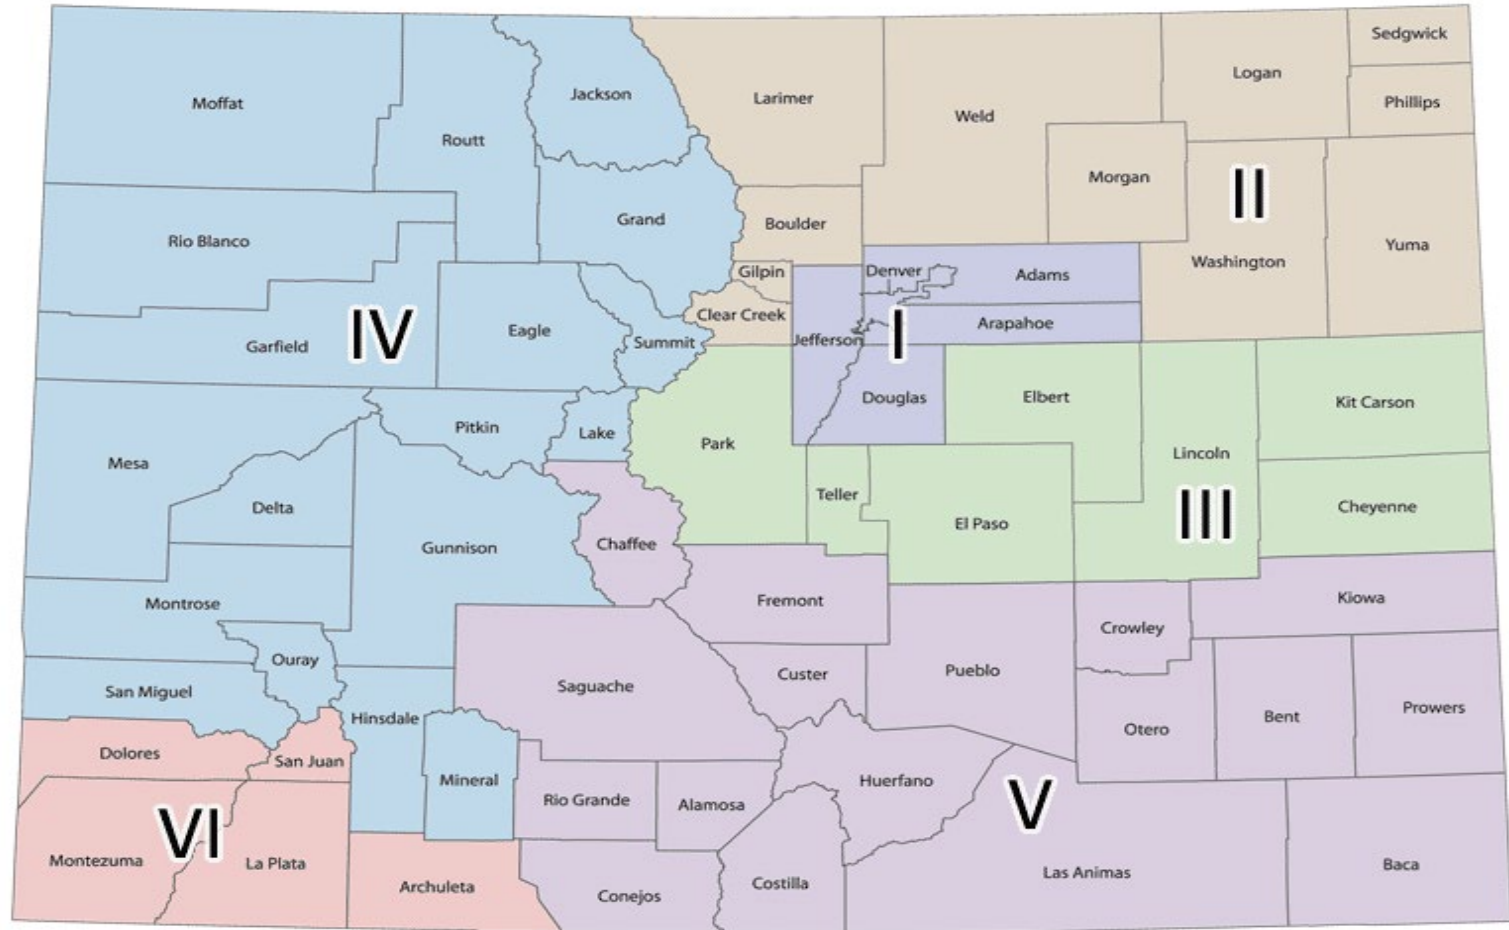 Moffat
Routt
Jackson
Larimer
Weld
Logan
Sedgwick
Phillips
Morgan
II
Washington
Yuma
Rio Blanco
Grand
Boulder
Gilpin
Clear Creek
Denver
Adams
Arapahoe
I
Jefferson
Douglas
Garfield
IV
Eagle
Summit
Elbert
Lincoln
III
Kit Carson
Cheyenne
Mesa
Pitkin
Lake
Park
Teller
El Paso
Delta
Gunnison
Chaffee
Fremont
Crowley
Kiowa
Montrose
Ouray
San Miguel
Saguache
Custer
Pueblo
Otero
Bent
Prowers
Hinsdale
Dolores
San Juan
Mineral
Rio Grande
Alamosa
Huerfano
V
VI
Montezuma
La Plata
Archuleta
Conejos
Costilla
Las Animas
Baca